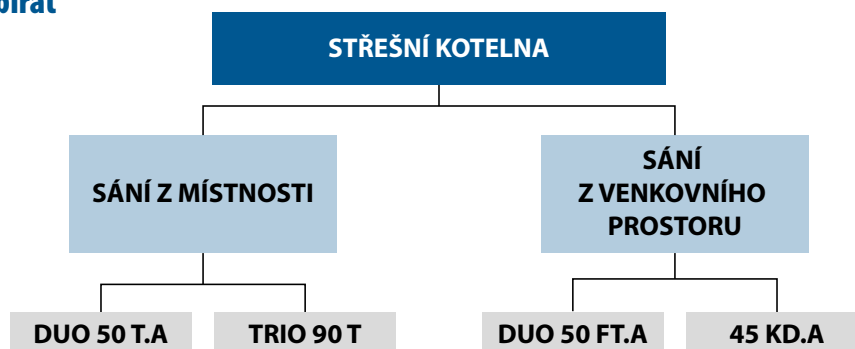 STŘEŠNÍ KOTELNA
SÁNÍ Z MÍSTNOSTI
SÁNÍ
Z VENKOVNÍHO
PROSTORU
DUO 50 T.A
TRIO 90 T
DUO 50 FT.A
45 KD.A